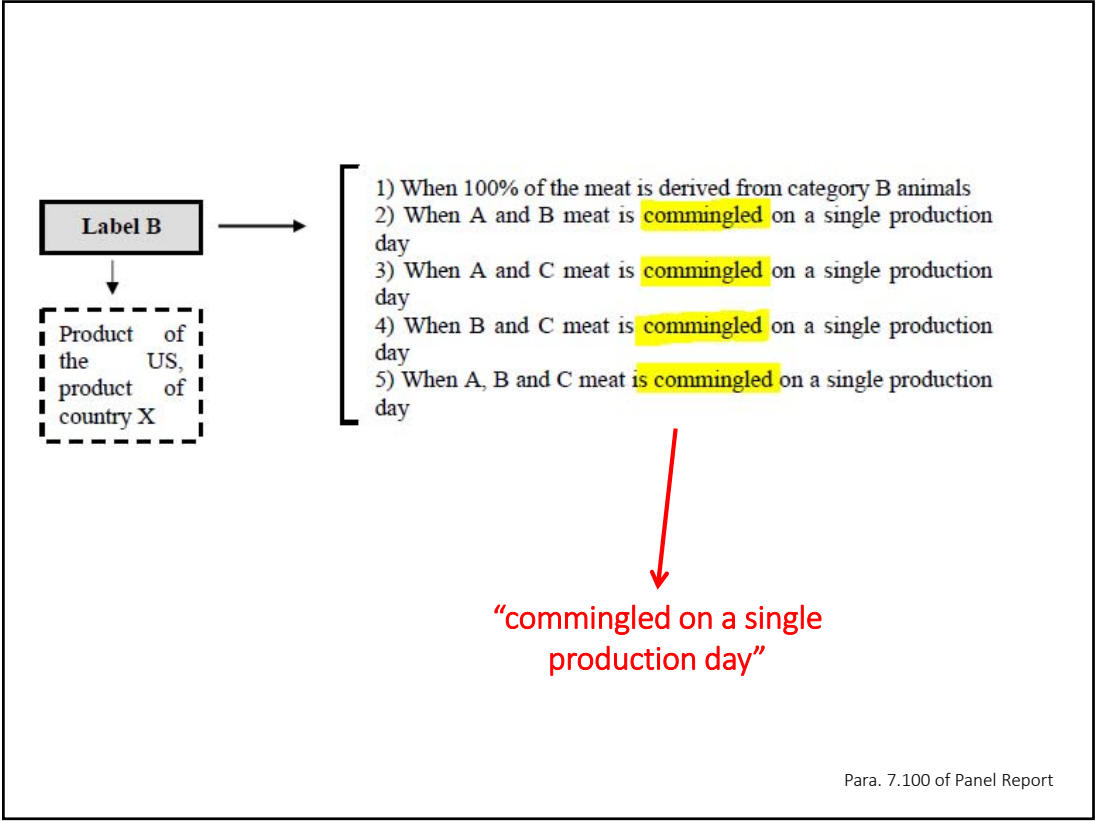 Label B
Product of
the US,
product of
country X
1) When 100% of the meat is derived from category B animals
2) When A and B meat is commingled on a single production
day
3) When A and C meat is commingled on a single production
day
4) When B and C meat is commingled on a single production
day
5) When A, B and C meat is commingled on a single production
day
“commingled on a single
production day”
Para. 7.100 of Panel Report